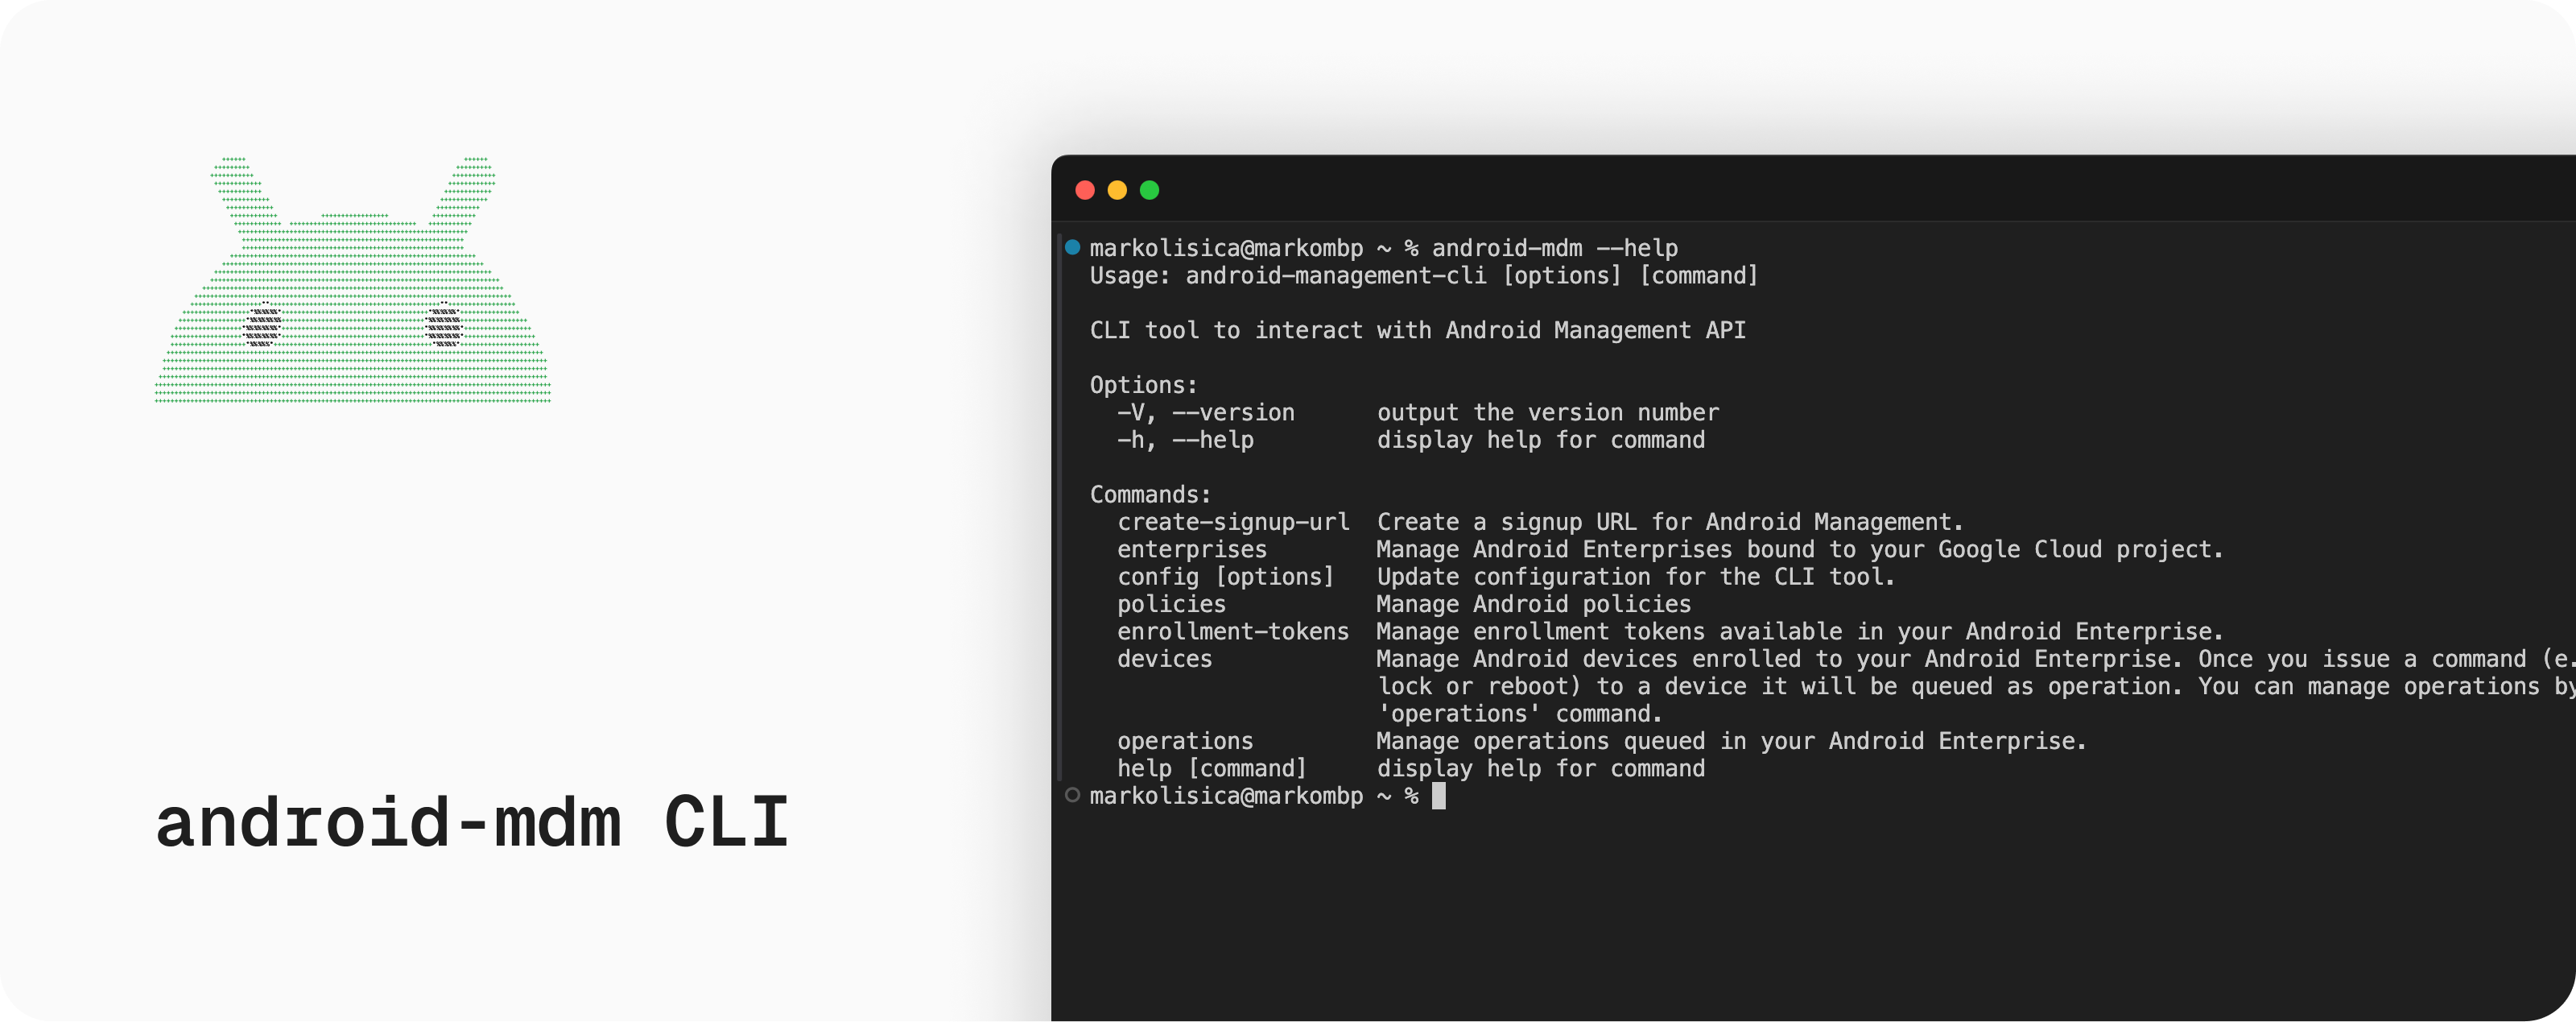 android-mdm CLI
markolisica@markombp ~ % android-mdm --help
Usage: android-management-cli [options] [command]
CLI tool to interact with Android Management API
Options:
-V, --version output the version number
-h, --help display help for command
Commands:
create-signup-url Create a signup URL for Android Management.
enterprises Manage Android Enterprises bound to your Google Cloud project.
config [options] Update configuration for the CLI tool.
policies Manage Android policies
enrollment-tokens Manage enrollment tokens available in your Android Enterprise.
devices Manage Android devices enrolled to your Android Enterprise. Once you issue a command (e.
lock or reboot) to a device it will be queued as operation. You can manage operations by
'operations' command.
operations Manage operations queued in your Android Enterprise.
help [command] display help for command
markolisica@markombp ~ %